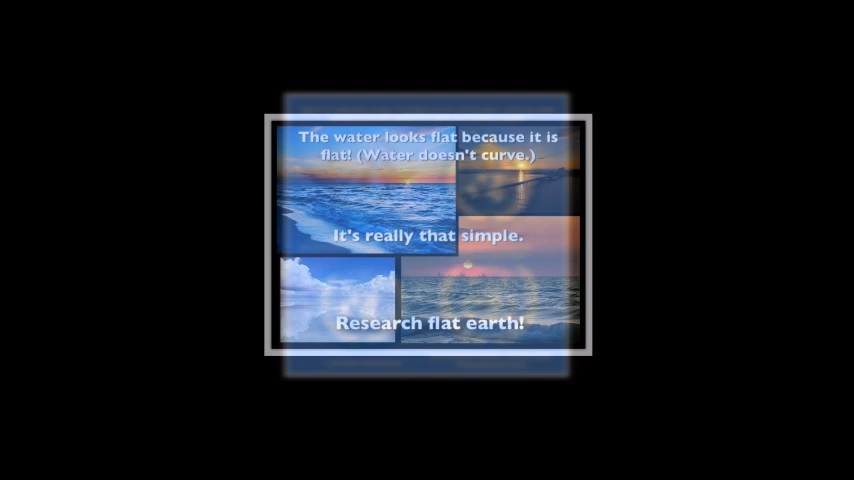 The water looks flat because it is
flat! (Water doesn't curve.)
It's really that simple.
Research flat earth!